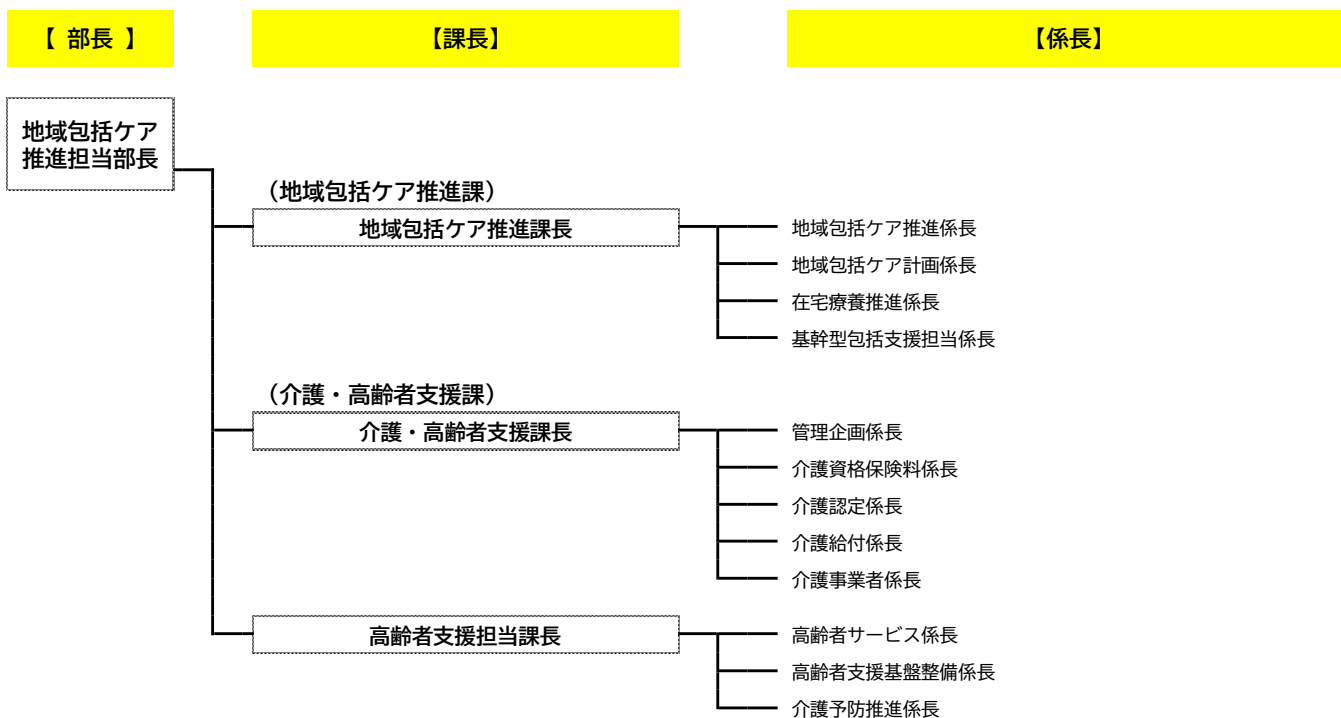 【 部長 】
【課長】
【係長】
地域包括ケア
推進担当部長
（地域包括ケア推進課）
地域包括ケア推進課長
地域包括ケア推進係長
地域包括ケア計画係長
在宅療養推進係長
基幹型包括支援担当係長
（介護・高齢者支援課）
介護・高齢者支援課長
管理企画係長
介護資格保険料係長
介護認定係長
介護給付係長
介護事業者係長
高齢者支援担当課長
高齢者サービス係長
高齢者支援基盤整備係長
介護予防推進係長